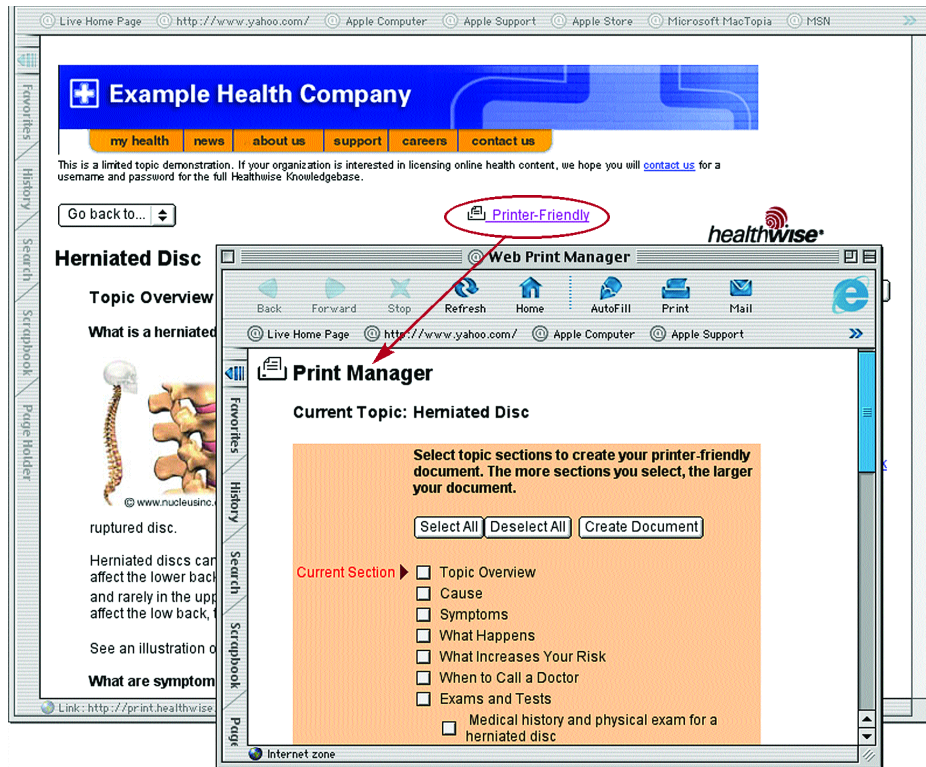 Live Home Page http://www.yahoo.com/ Apple Computer Apple Support Apple Store Microsoft MacTopia MSN
Favorites
History
Search
Scrapbook
Page Holder
Example Health Company
my health news about us support careers contact us
This is a limited topic demonstration. If your organization is interested in licensing online health content, we hope you will contact us for a
username and password for the full Healthwise Knowledgebase.
Go back to...
Printer-Friendly
healthwise
Herniated Disc
Topic Overview
What is a herniated
© www.nucleusinc.
ruptured disc.
Herniated discs can
affect the lower back
and rarely in the upp
affect the low back,
See an illustration o
What are symptom
Link: http://print.healthwise.
@ Web Print Manager
Back Forward Stop Refresh Home AutoFill Print Mail
Live Home Page http://www.yahoo.com/ Apple Computer Apple Support
Favorites
History
Search
Scrapbook
Page
Print Manager
Current Topic: Herniated Disc
Select topic sections to create your printer-friendly
document. The more sections you select, the larger
your document.
Select All Deselect All Create Document
Current Section Topic Overview
Cause
Symptoms
What Happens
What Increases Your Risk
When to Call a Doctor
Exams and Tests
Medical history and physical exam for a
herniated disc
Internet zone